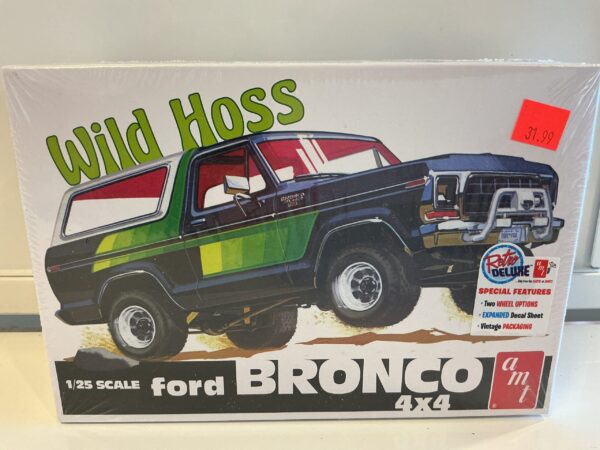 Wild Hoss
31.99
Retro
DELUXE
amt
SPECIAL FEATURES
• Two WHEEL OPTIONS
• EXPANDED Decal Sheet
• Vintage PACKAGING
1/25 SCALE ford BRONCO
4x4
amt
®